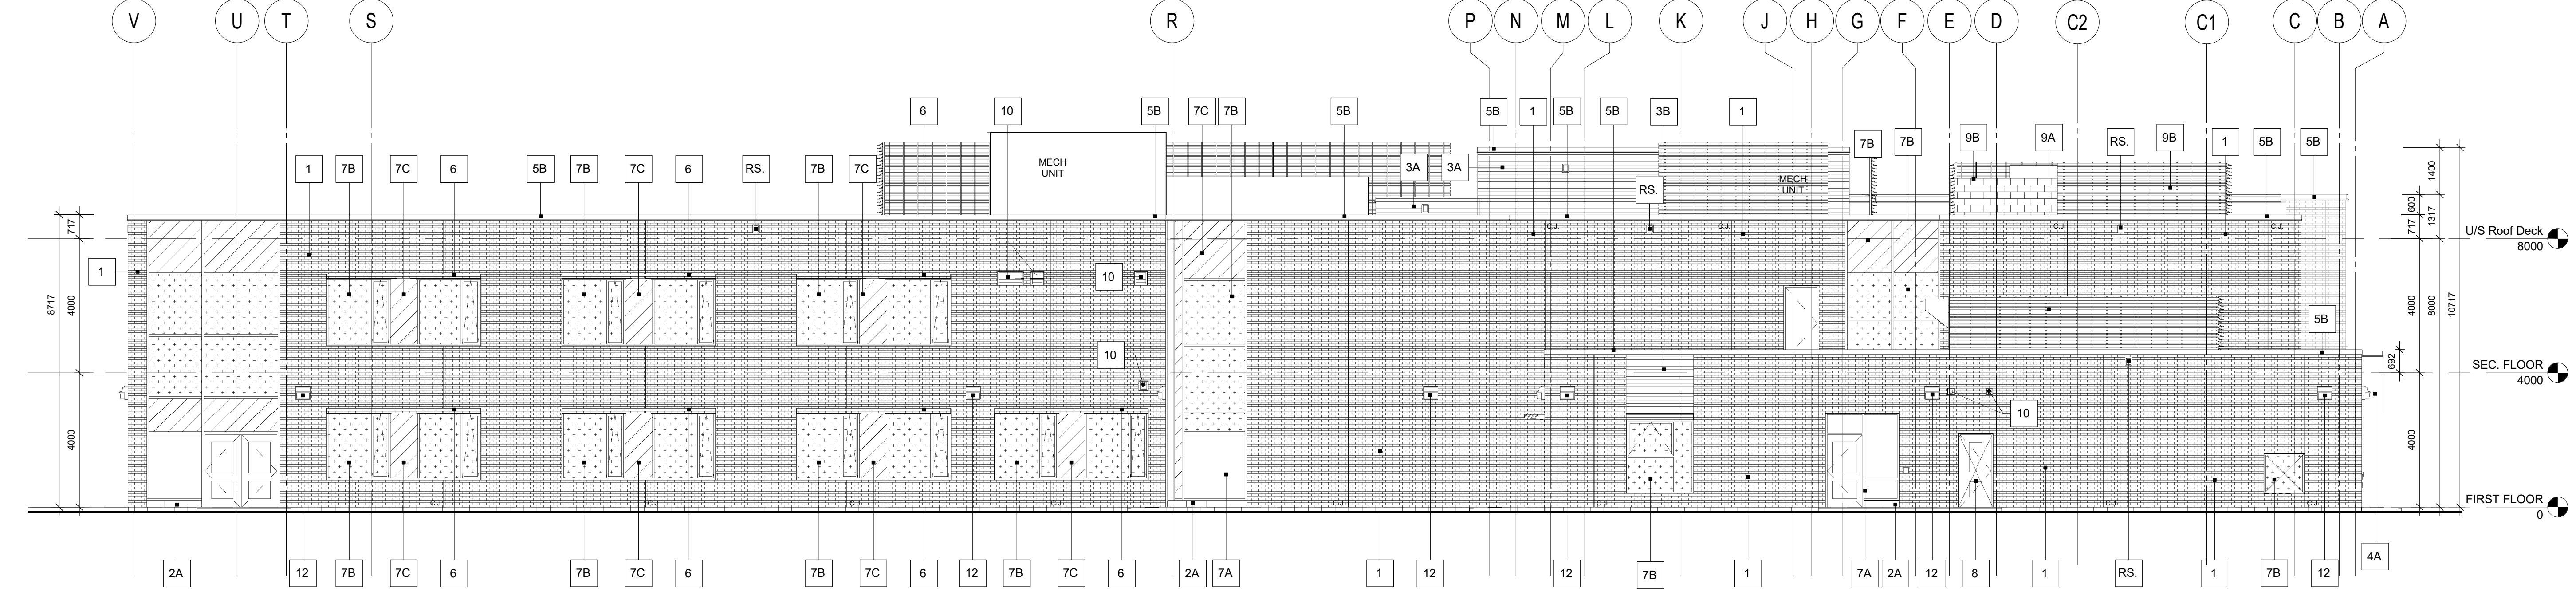 V U T S R P N M L K J H G F E D C2 C1 C B A
6 10 5B 7C 7B 5B 5B 1 5B 5B 3B 1
7B 7B 9B 9A RS. 9B 1 5B 5B
1 7B 7C 6 5B 7B 7C 6 RS. 7B 7C
MECH
UNIT
3A 3A
RS.
MECH
UNIT
1400
600
717
1317
717
C.J. C.J. C.J. C.J.
U/S Roof Deck
8000
1
10
8717
4000
4000
8000
10717
5B
10
692
SEC. FLOOR
4000
10
4000
4000
C.J. C.J. C.J. C.J. C.J. C.J. C.J.
FIRST FLOOR
0
2A 12 7B 7C 6 7B 7C 6 7B 7C 6 12 7B 7C 6 2A 7A 1 12 12 7B 1 7A 2A 12 8 1 RS. 1 7B 12 4A